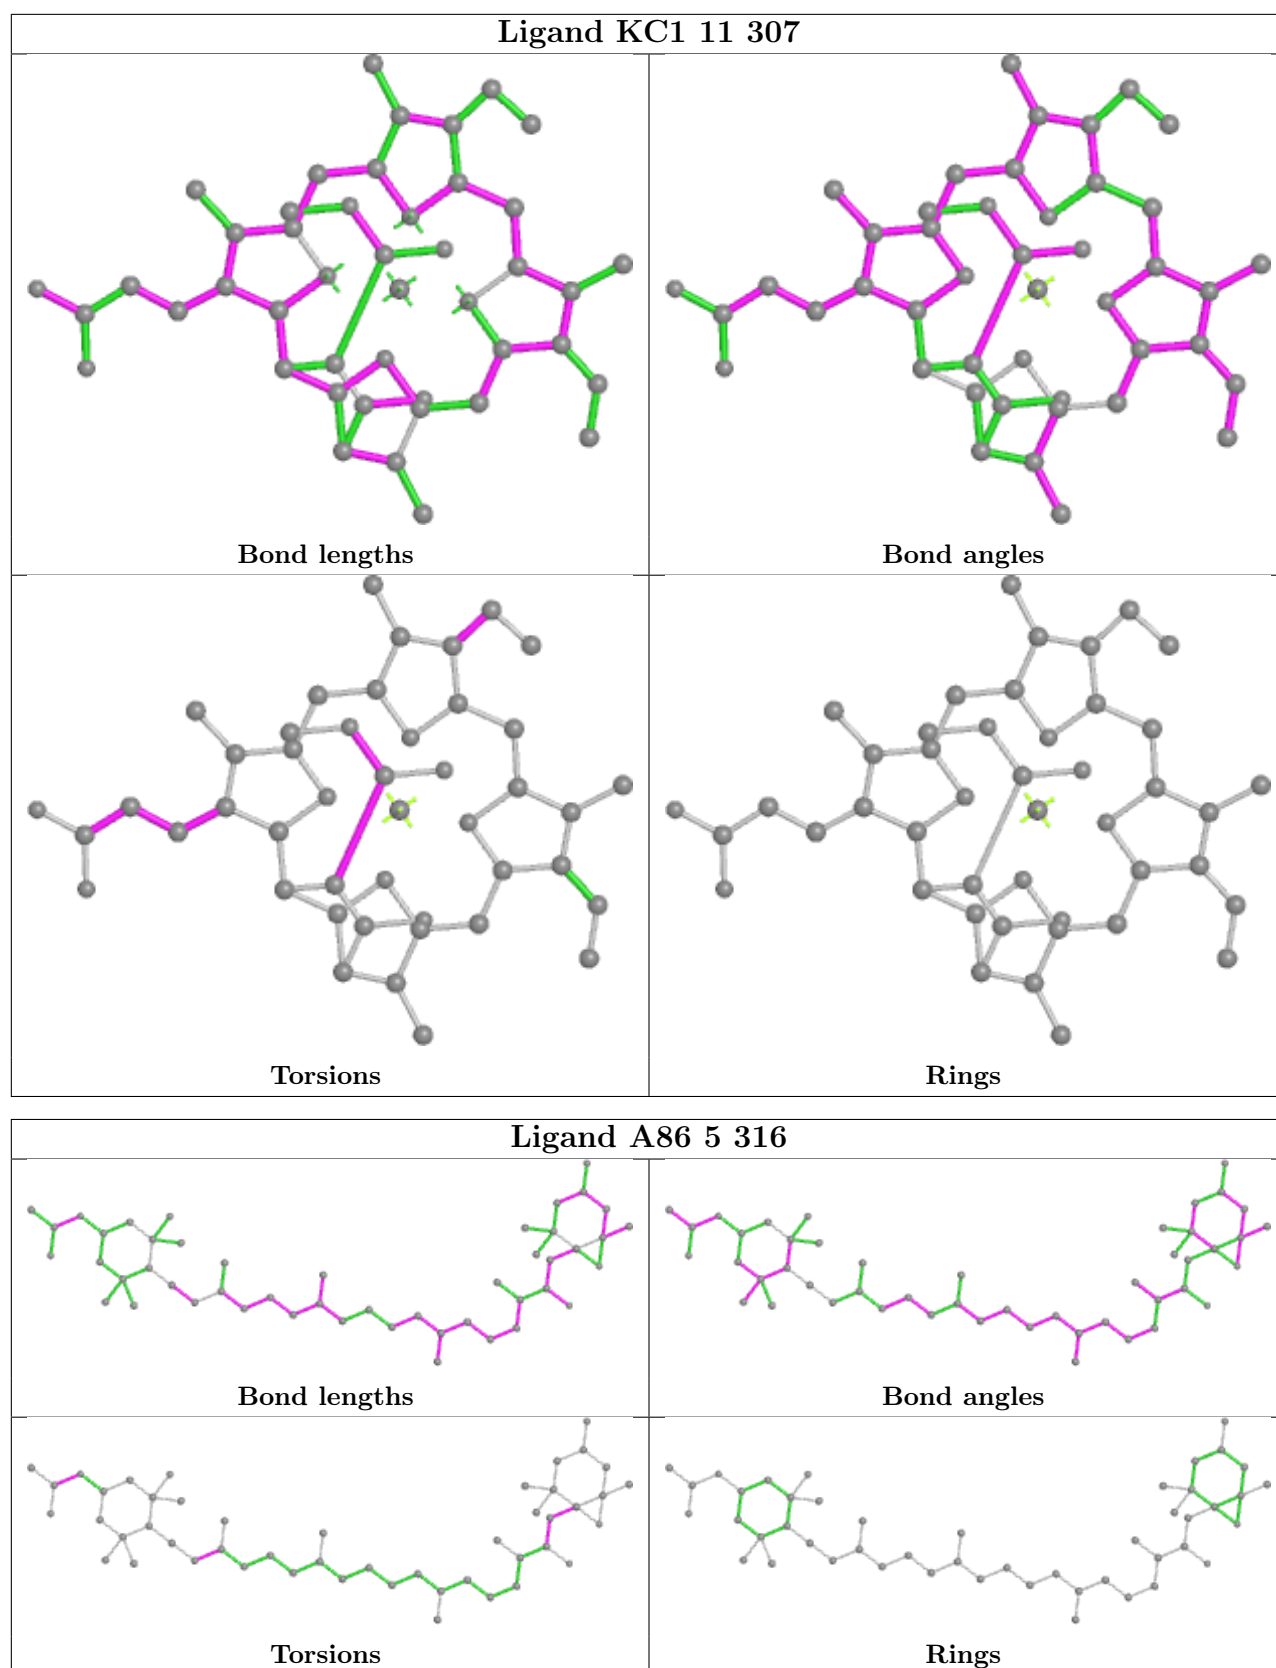 Ligand KC1 11 307
Bond lengths
Bond angles
Torsions
Rings
Ligand A86 5 316
Bond lengths
Bond angles
Torsions
Rings